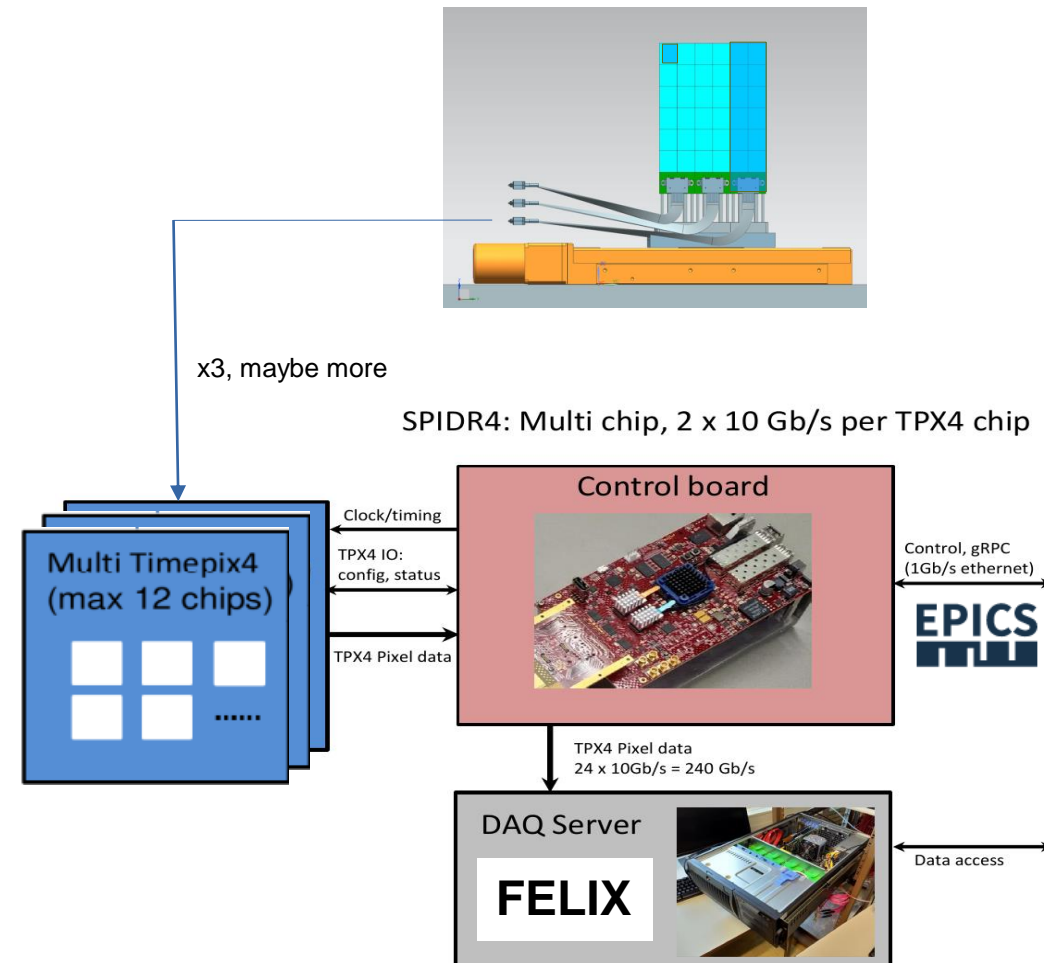 x3, maybe more
SPIDR4: Multi chip, 2 x 10 Gb/s per TPX4 chip
Control board
Clock/timing
TPX4 IO:
config, status
TPX4 Pixel data
Multi Timepix4
(max 12 chips)
)
......
Control, gRPC
(1Gb/s ethernet)
EPICS
TPX4 Pixel data
24 x 10Gb/s = 240 Gb/s
DAQ Server
FELIX
Data access